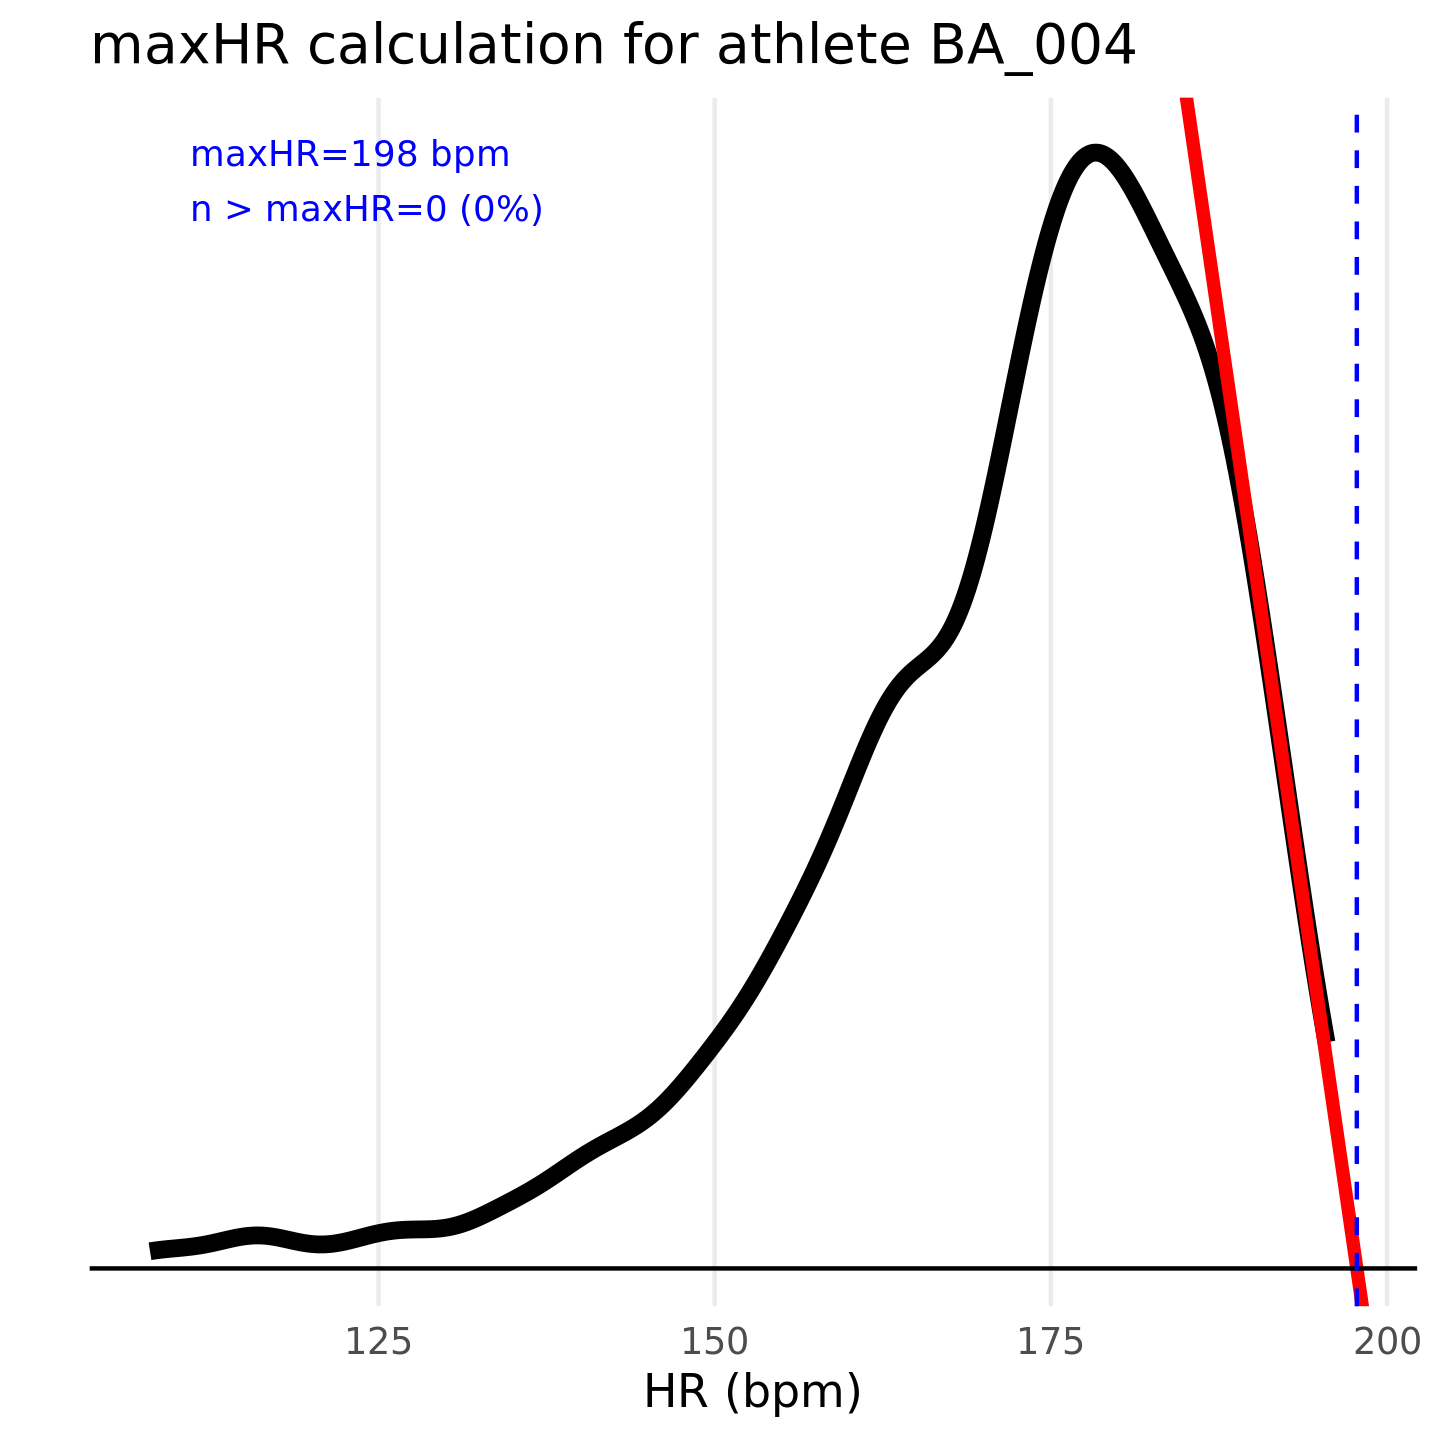 maxHR calculation for athlete BA_004
maxHR=198 bpm
n > maxHR=0 (0%)
125 150 175 200
HR (bpm)